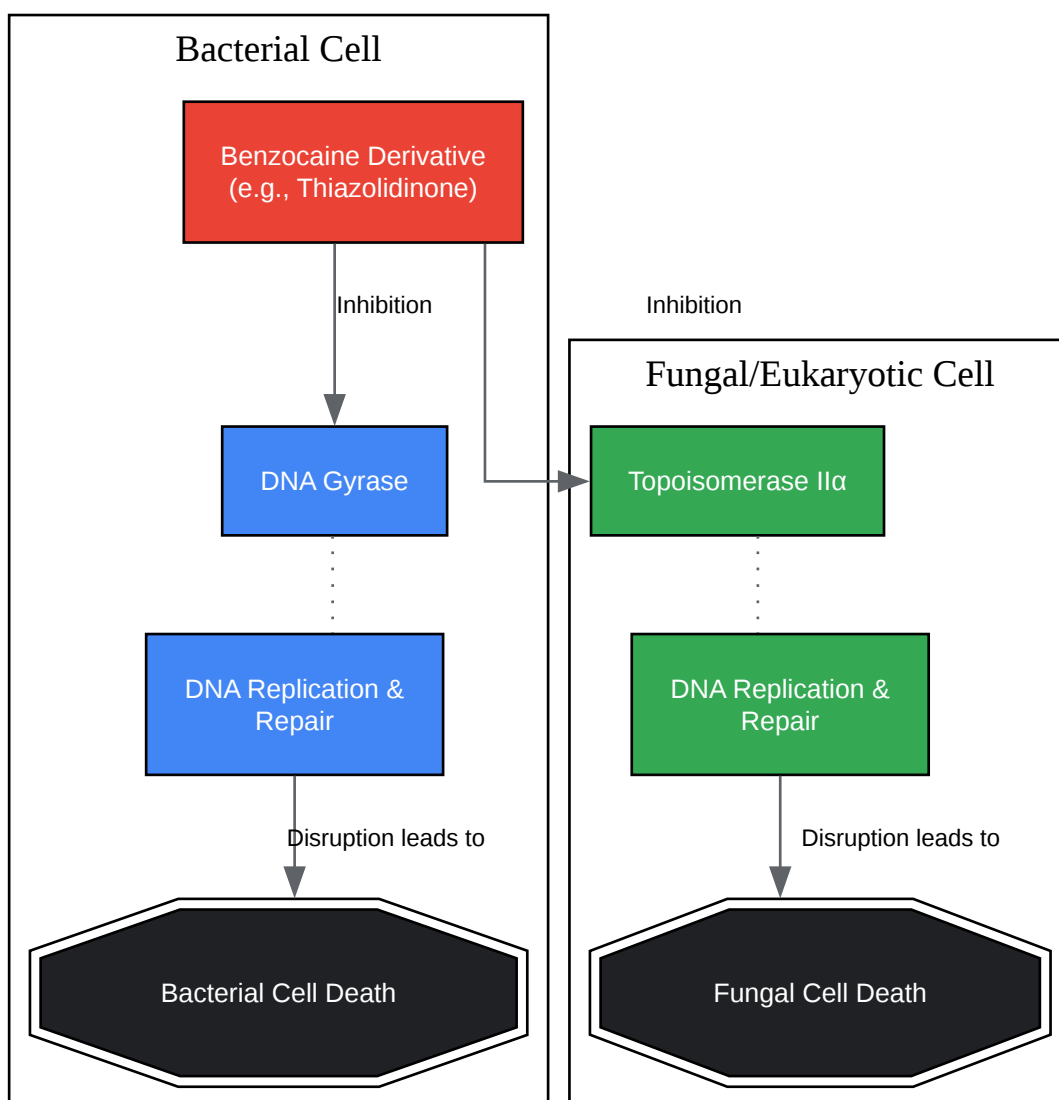 Bacterial Cell
Benzocaine Derivative
(e.g., Thiazolidinone)
Inhibition
Inhibition
Fungal/Eukaryotic Cell
DNA Gyrase
Topoisomerase IIα
DNA Replication &
Repair
DNA Replication &
Repair
Disruption leads to
Disruption leads to
Bacterial Cell Death
Fungal Cell Death